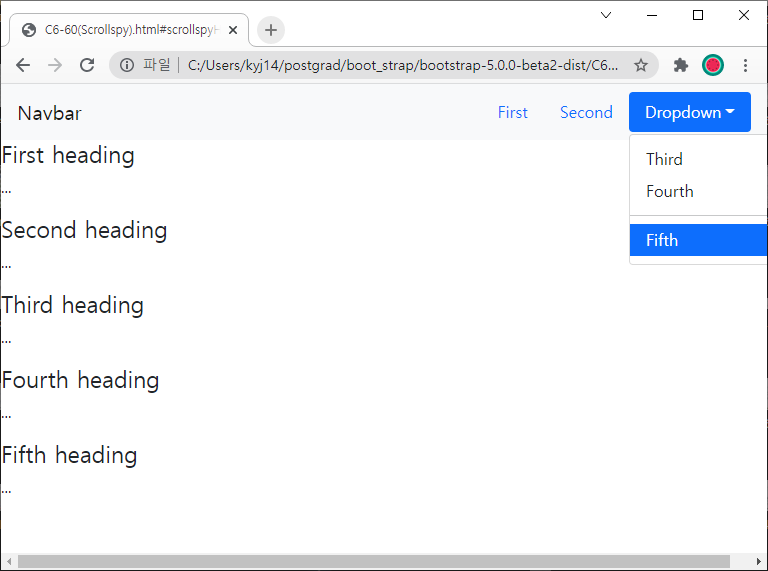 C6-60(Scrollspy).html#scrollspyH
파일 C:/Users/kyj14/postgrad/boot_strap/bootstrap-5.0.0-beta2-dist/C6...
Navbar First Second Dropdown
First heading
...
Third
Fourth
Second heading
...
Fifth
Third heading
...
Fourth heading
...
Fifth heading
...